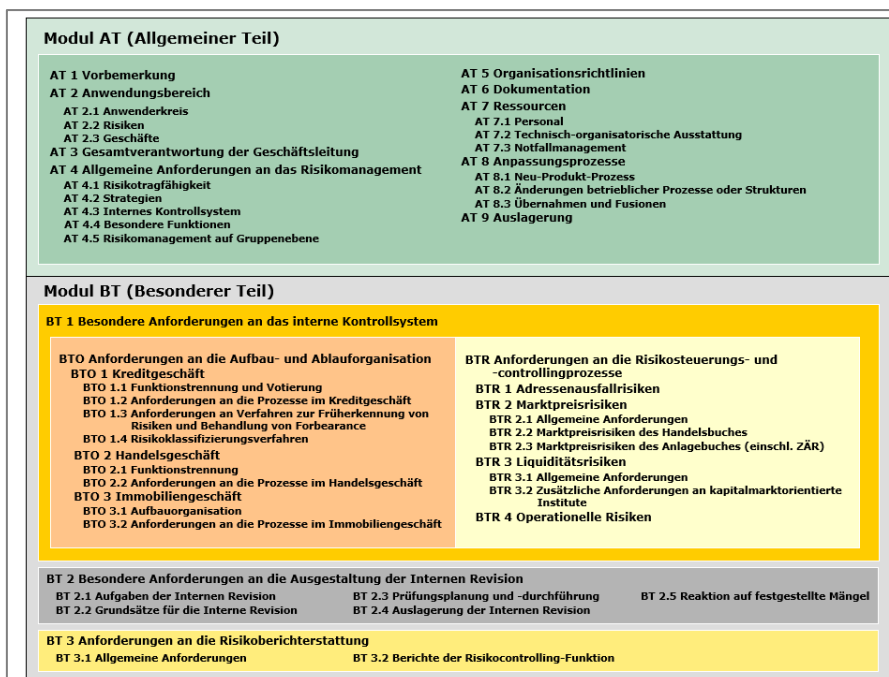 Modul AT (Allgemeiner Teil)
AT 1 Vorbemerkung
AT 2 Anwendungsbereich
AT 2.1 Anwenderkreis
AT 2.2 Risiken
AT 2.3 Geschäfte
AT 3 Gesamtverantwortung der Geschäftsleitung
AT 4 Allgemeine Anforderungen an das Risikomanagement
AT 4.1 Risikotragfähigkeit
AT 4.2 Strategien
AT 4.3 Internes Kontrollsystem
AT 4.4 Besondere Funktionen
AT 4.5 Risikomanagement auf Gruppenebene
AT 5 Organisationsrichtlinien
AT 6 Dokumentation
AT 7 Ressourcen
AT 7.1 Personal
AT 7.2 Technisch-organisatorische Ausstattung
AT 7.3 Notfallmanagement
AT 8 Anpassungsprozesse
AT 8.1 Neu-Produkt-Prozess
AT 8.2 Änderungen betrieblicher Prozesse oder Strukturen
AT 8.3 Übernahmen und Fusionen
AT 9 Auslagerung
Modul BT (Besonderer Teil)
BT 1 Besondere Anforderungen an das interne Kontrollsystem
BTO Anforderungen an die Aufbau- und Ablauforganisation
BTO 1 Kreditgeschäft
BTO 1.1 Funktionstrennung und Votierung
BTO 1.2 Anforderungen an die Prozesse im Kreditgeschäft
BTO 1.3 Anforderungen an Verfahren zur Früherkennung von
Risiken und Behandlung von Forbearance
BTO 1.4 Risikoklassifizierungsverfahren
BTO 2 Handelsgeschäft
BTO 2.1 Funktionstrennung
BTO 2.2 Anforderungen an die Prozesse im Handelsgeschäft
BTO 3 Immobiliengeschäft
BTO 3.1 Aufbauorganisation
BTO 3.2 Anforderungen an die Prozesse im Immobiliengeschäft
BTR Anforderungen an die Risikosteuerungs- und
-controllingprozesse
BTR 1 Adressenausfallrisiken
BTR 2 Marktpreisrisiken
BTR 2.1 Allgemeine Anforderungen
BTR 2.2 Marktpreisrisiken des Handelsbuches
BTR 2.3 Marktpreisrisiken des Anlagebuches (einschl. ZÄR)
BTR 3 Liquiditätsrisiken
BTR 3.1 Allgemeine Anforderungen
BTR 3.2 Zusätzliche Anforderungen an kapitalmarktorientierte
Institute
BTR 4 Operationelle Risiken
BT 2 Besondere Anforderungen an die Ausgestaltung der Internen Revision
BT 2.1 Aufgaben der Internen Revision
BT 2.2 Grundsätze für die Interne Revision
BT 2.3 Prüfungsplanung und -durchführung
BT 2.4 Auslagerung der Internen Revision
BT 2.5 Reaktion auf festgestellte Mängel
BT 3 Anforderungen an die Risikoberichterstattung
BT 3.1 Allgemeine Anforderungen
BT 3.2 Berichte der Risikocontrolling-Funktion